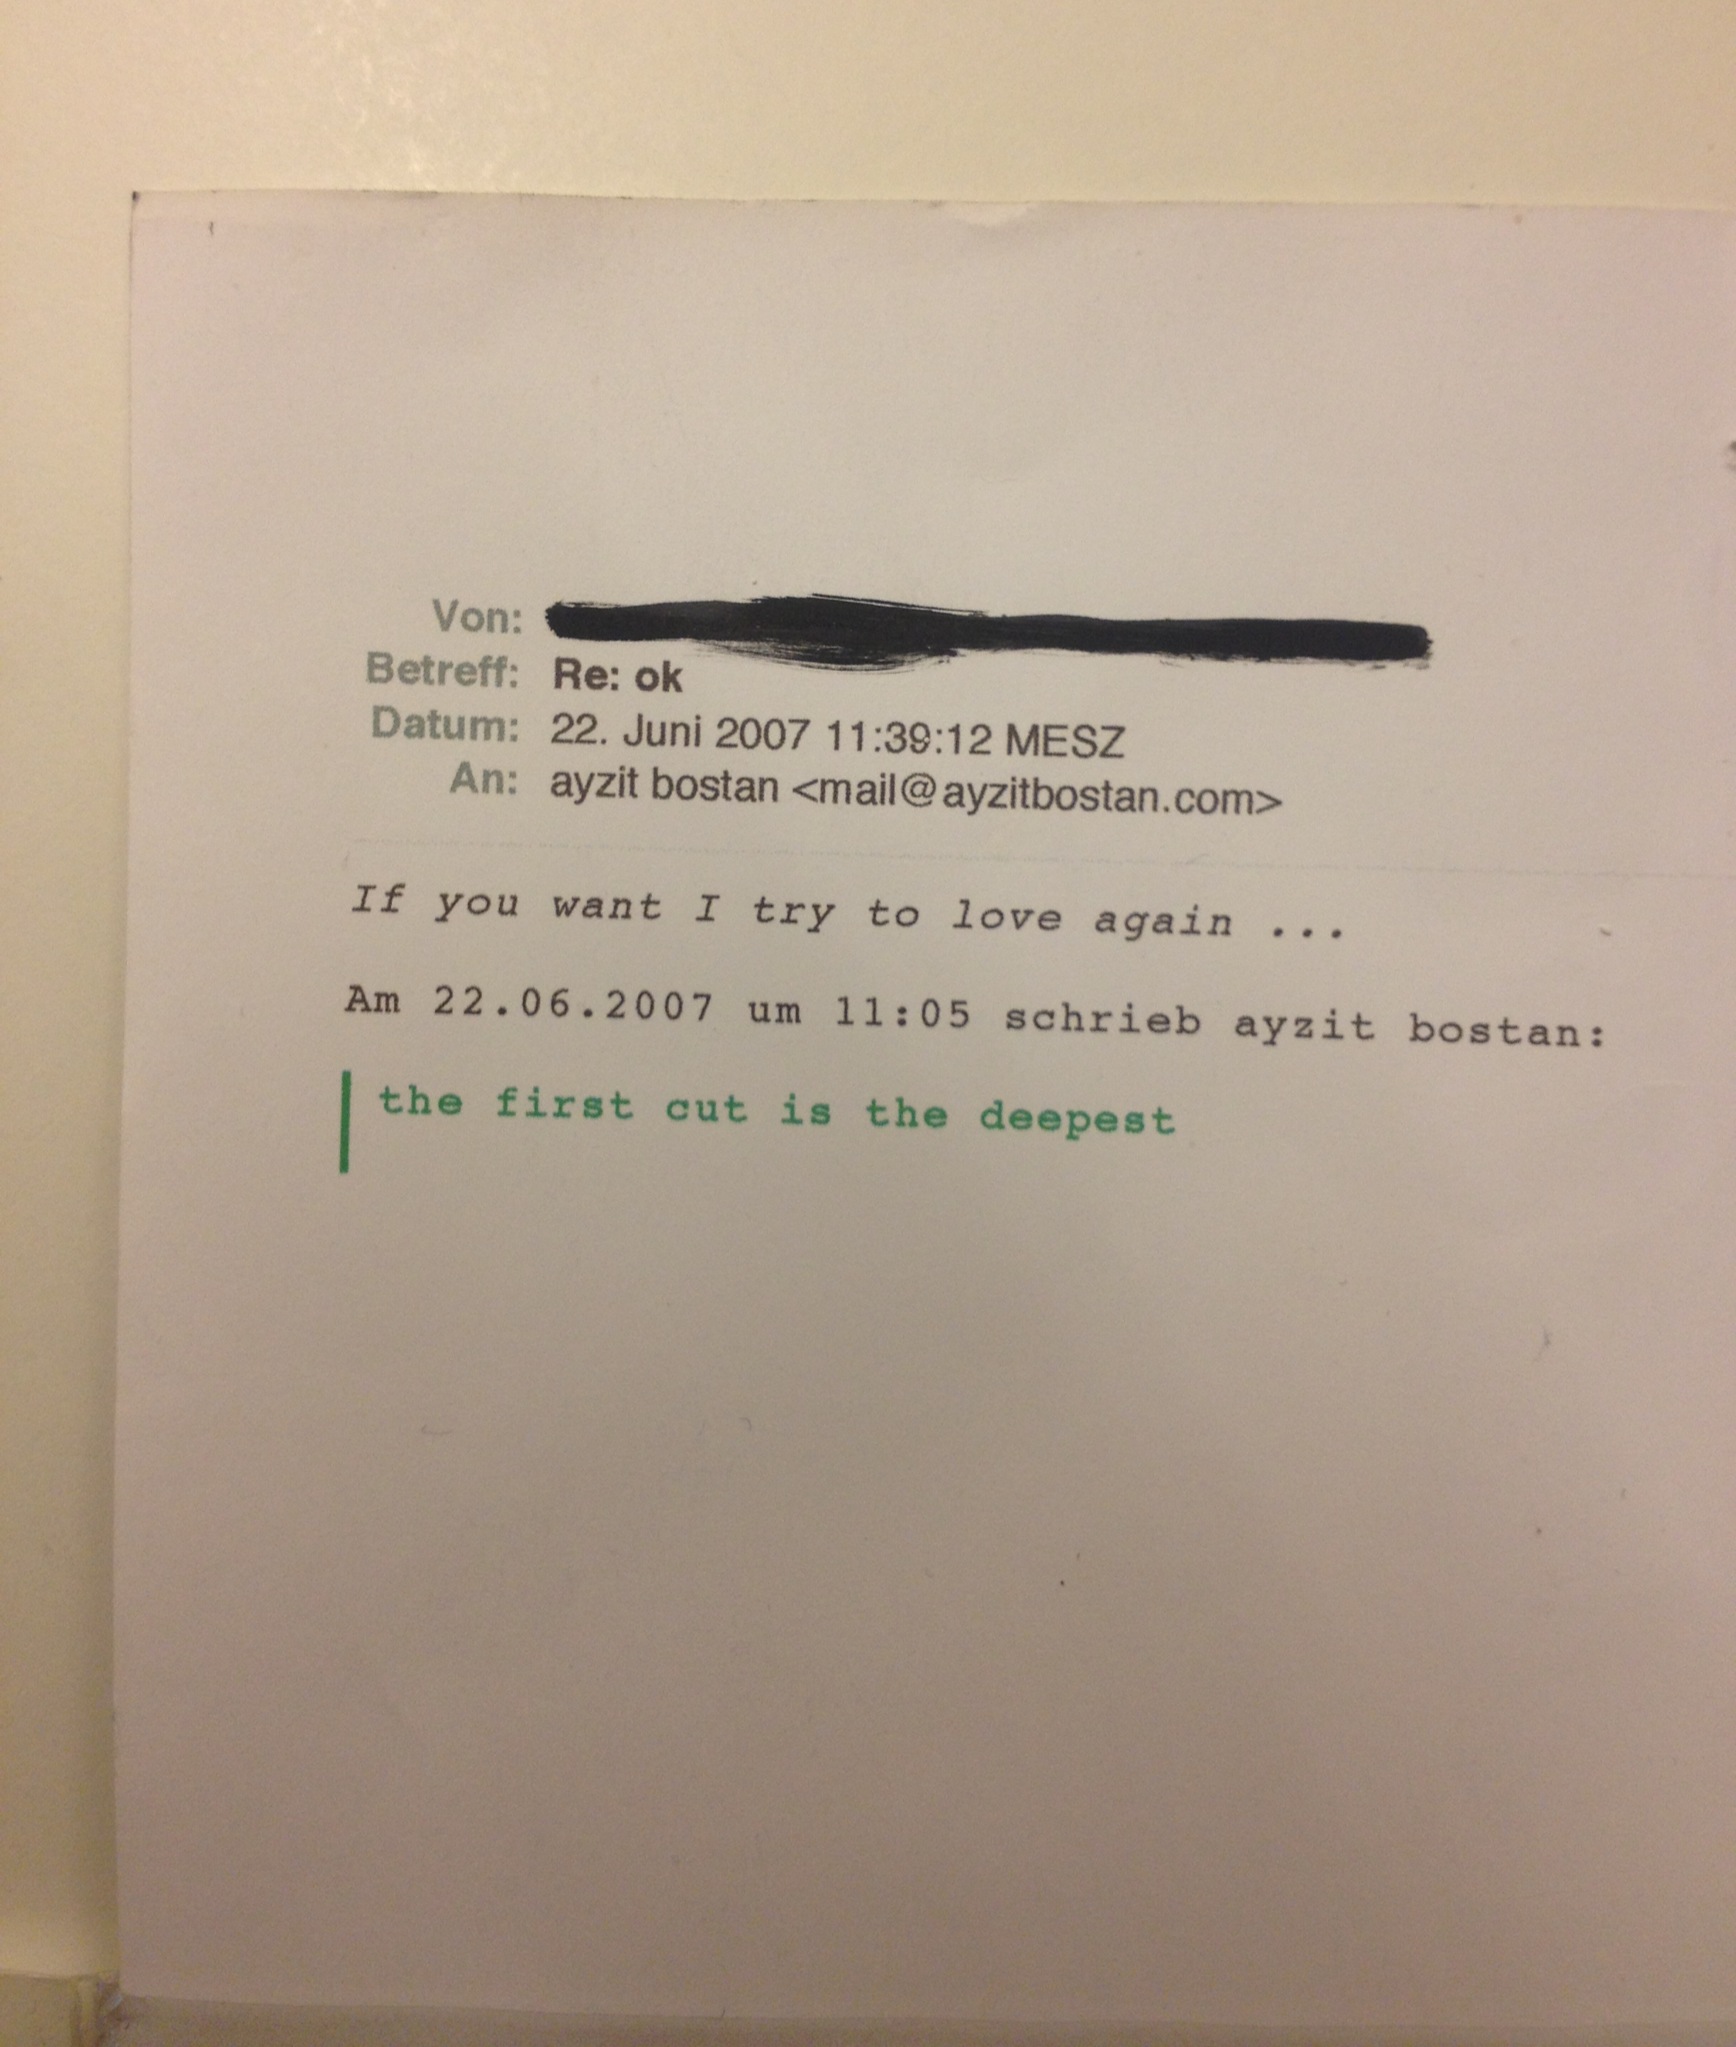 Von:
Betreff: Re: ok
Datum: 22. Juni 2007 11:39:12 MESZ
An: ayzit bostan <mail@ayzitbostan.com>
If you want I try to love again ...
Am 22.06.2007 um 11:05 schrieb ayzit bostan:
the first cut is the deepest